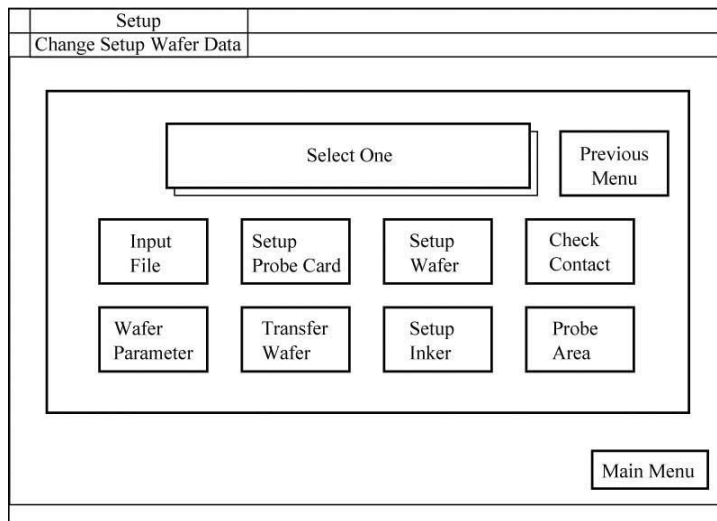 Setup
Change Setup Wafer Data
Select One
Previous
Menu
Input
File
Setup
Probe Card
Setup
Wafer
Check
Contact
Wafer
Parameter
Transfer
Wafer
Setup
Inker
Probe
Area
Main Menu